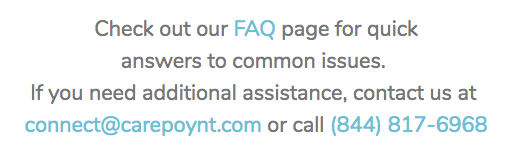 Check out our FAQ page for quick
answers to common issues.
If you need additional assistance, contact us at
connect@carepoynt.com or call (844) 817-6968